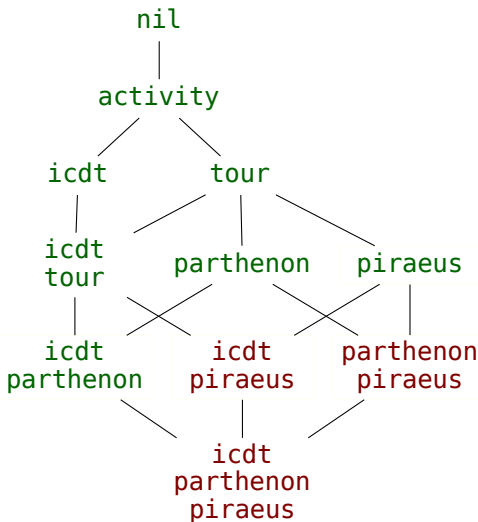 nil
activity
icdt
tour
icdt
tour
parthenon
piraeus
icdt
parthenon
icdt
piraeus
parthenon
piraeus
icdt
parthenon
piraeus